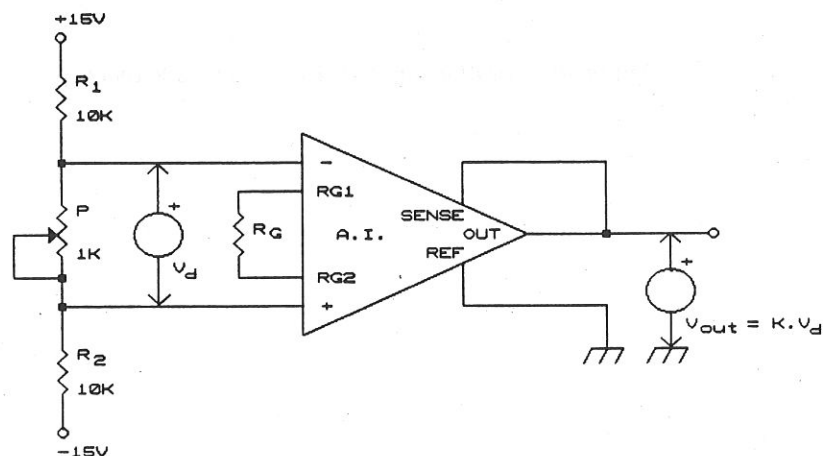 +15V
R1
10K
-
RG1
P
+
SENSE
RG
A.I.
OUT
1K
REF
+
Vd
RG2
+
Vout = K.Vd
R2
10K
-15V